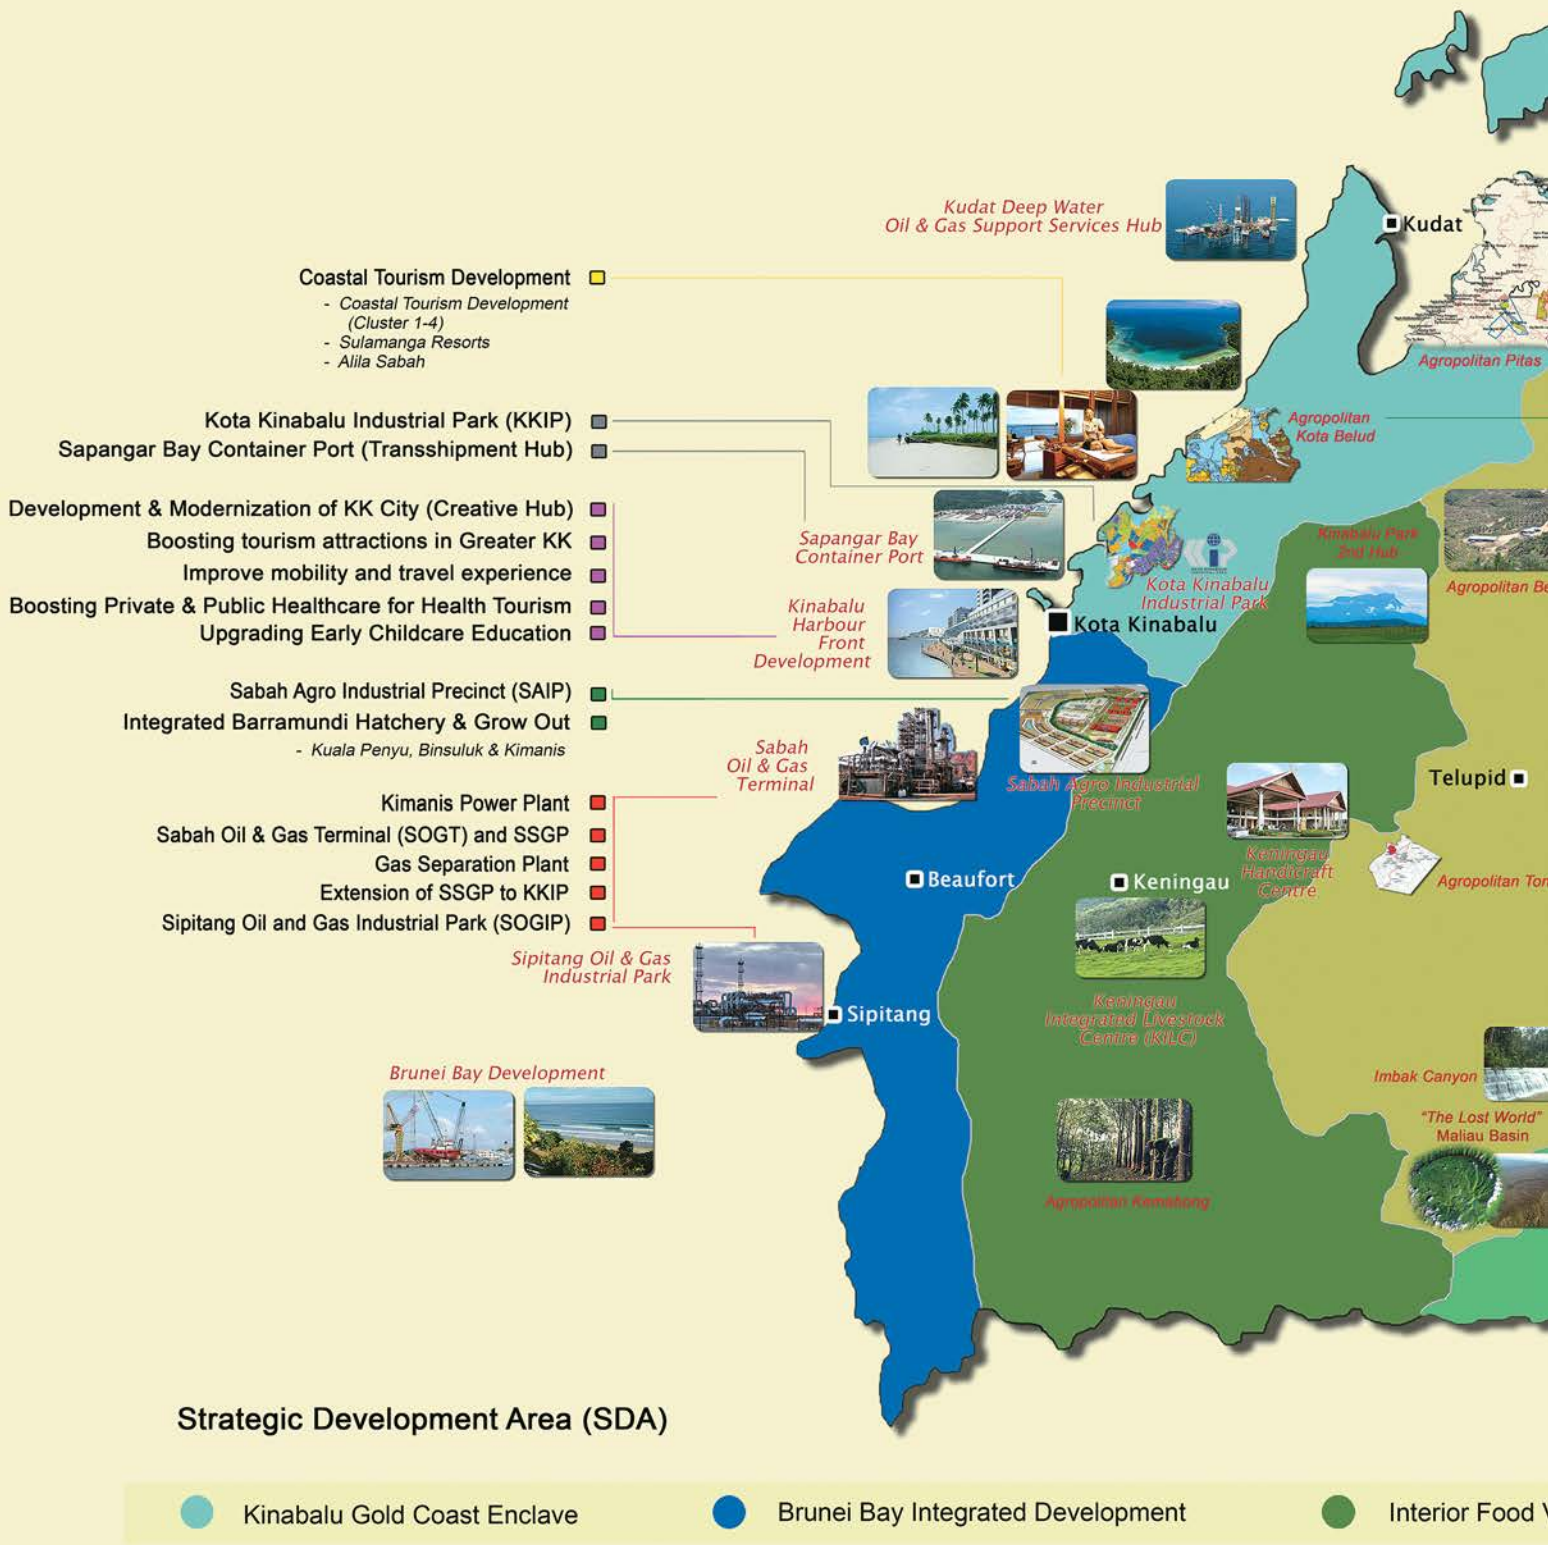 Kudat Deep Water
Oil & Gas Support Services Hub
Kudat
Coastal Tourism Development
- Coastal Tourism Development
(Cluster 1-4)
- Sulamanga Resorts
- Alila Sabah
Agropolitan Pitas
Kota Kinabalu Industrial Park (KKIP)
Sapangar Bay Container Port (Transshipment Hub)
Agropolitan
Kota Belud
Development & Modernization of KK City (Creative Hub)
Boosting tourism attractions in Greater KK
Improve mobility and travel experience
Boosting Private & Public Healthcare for Health Tourism
Upgrading Early Childcare Education
Sapangar Bay
Container Port
Kinabalu Park
2nd Hub
Agropolitan Be
Kota Kinabalu
Industrial Park
Kinabalu
Harbour
Front
Development
Kota Kinabalu
Sabah Agro Industrial Precinct (SAIP)
Integrated Barramundi Hatchery & Grow Out
- Kuala Penyu, Binsuluk & Kimanis
Sabah
Oil & Gas
Terminal
Sabah Agro Industrial
Precinct
Telupid
Kimanis Power Plant
Sabah Oil & Gas Terminal (SOGT) and SSGP
Gas Separation Plant
Extension of SSGP to KKIP
Sipitang Oil and Gas Industrial Park (SOGIP)
Beaufort
Keningau
Keningau
Handicraft
Centre
Agropolitan Ton
Sipitang Oil & Gas
Industrial Park
Sipitang
Keningau
Integrated Livestock
Centre (KILC)
Brunei Bay Development
Imbak Canyon
"The Lost World"
Maliau Basin
Agropolitan Kemabong
Strategic Development Area (SDA)
Kinabalu Gold Coast Enclave
Brunei Bay Integrated Development
Interior Food V